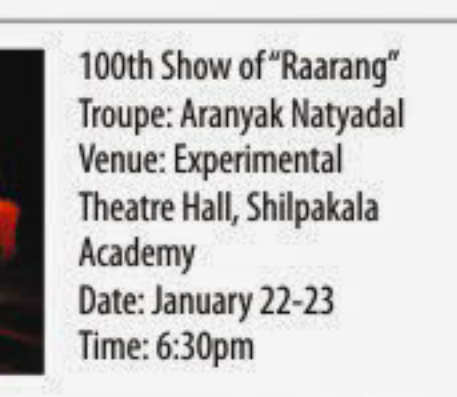 100th Show of “Raarang”
Troupe: Aranyak Natyadal
Venue: Experimental
Theatre Hall, Shilpakala
Academy
Date: January 22-23
Time: 6:30pm